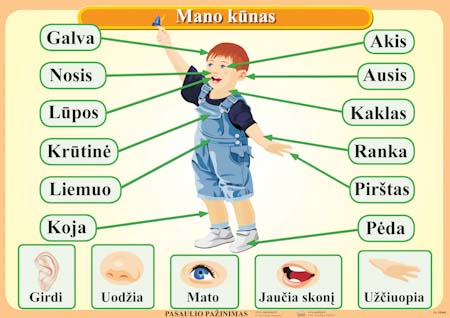 Mano kūnas
Galva
Akis
Nosis
Ausis
Lūpos
Kaklas
Krūtinė
Ranka
Liemuo
Pirštas
Koja
Pėda
Girdi
Uodžia
Mato
Jaučia skonį
Užčiuopia
PASAULIO PAŽINIMAS